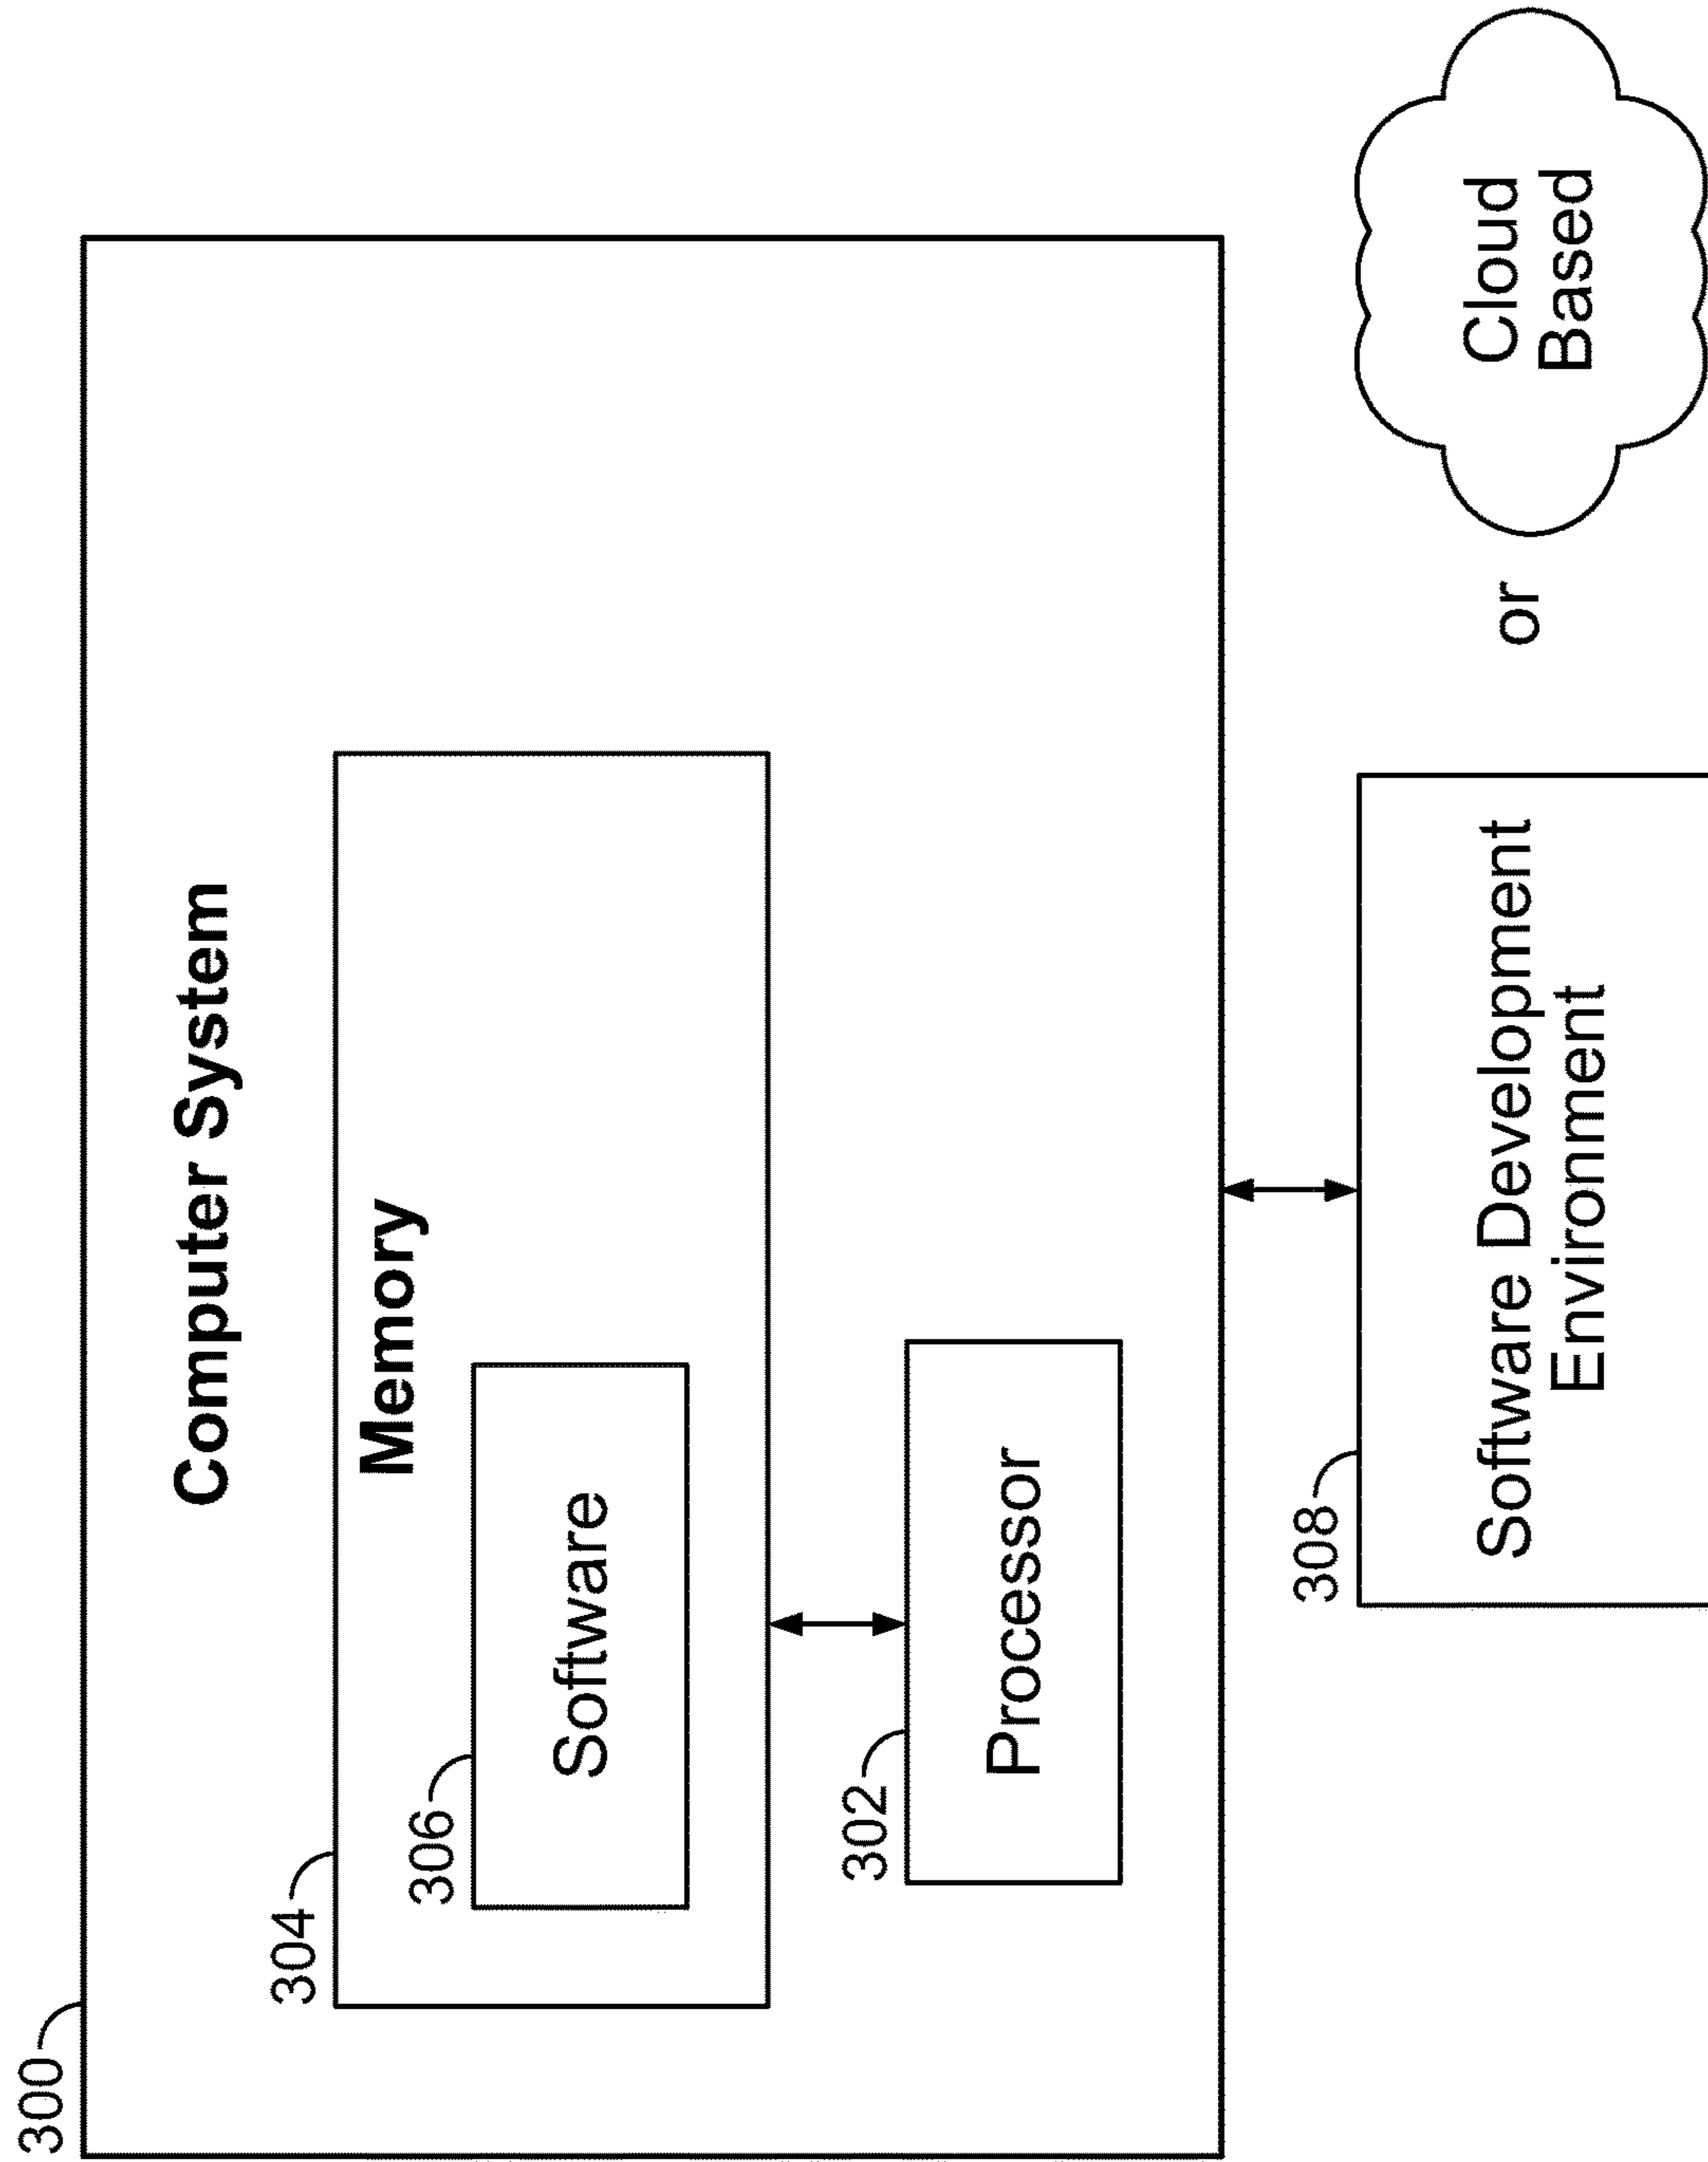 300
Computer System
304
Memory
306
Software
302
Processor
308
Software Development
Environment
or
Cloud
Based